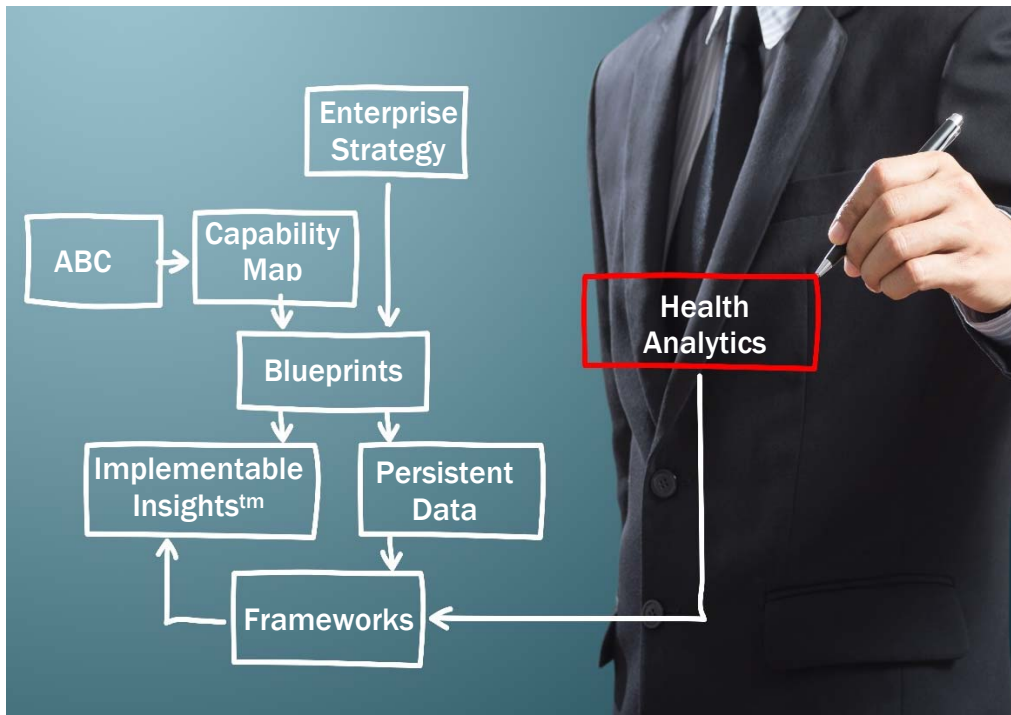 Enterprise
Strategy
ABC
Capability
Map
Health
Analytics
Blueprints
Implementable
Insights™
Persistent
Data
Frameworks